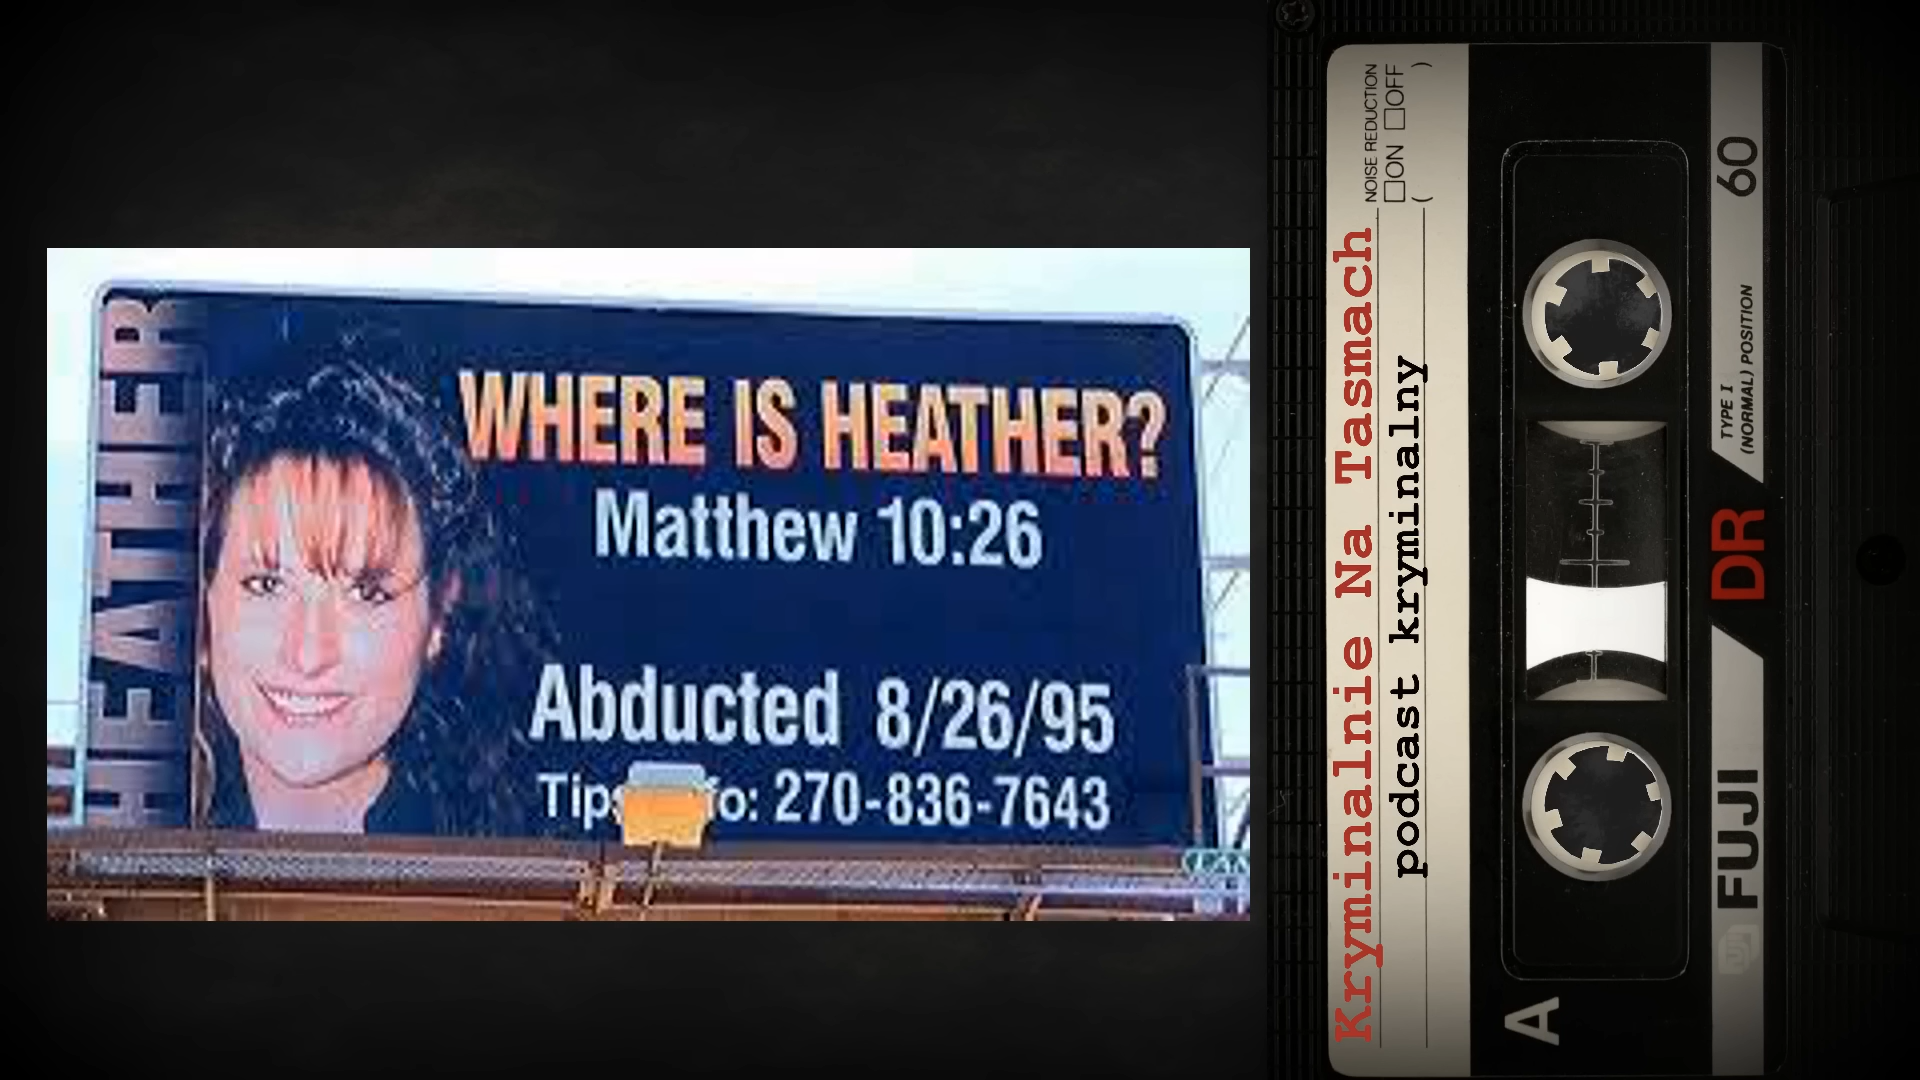 HEATHER
WHERE IS HEATHER?
Matthew 10:26
Abducted 8/26/95
270-836-7643
Kryminalnie Na Tasmach
podcast kryminalny
NOISE REDUCTION
□ON □OFF
( )
A
FUJI
DR
TYPE I
(NORMAL) POSITION
60